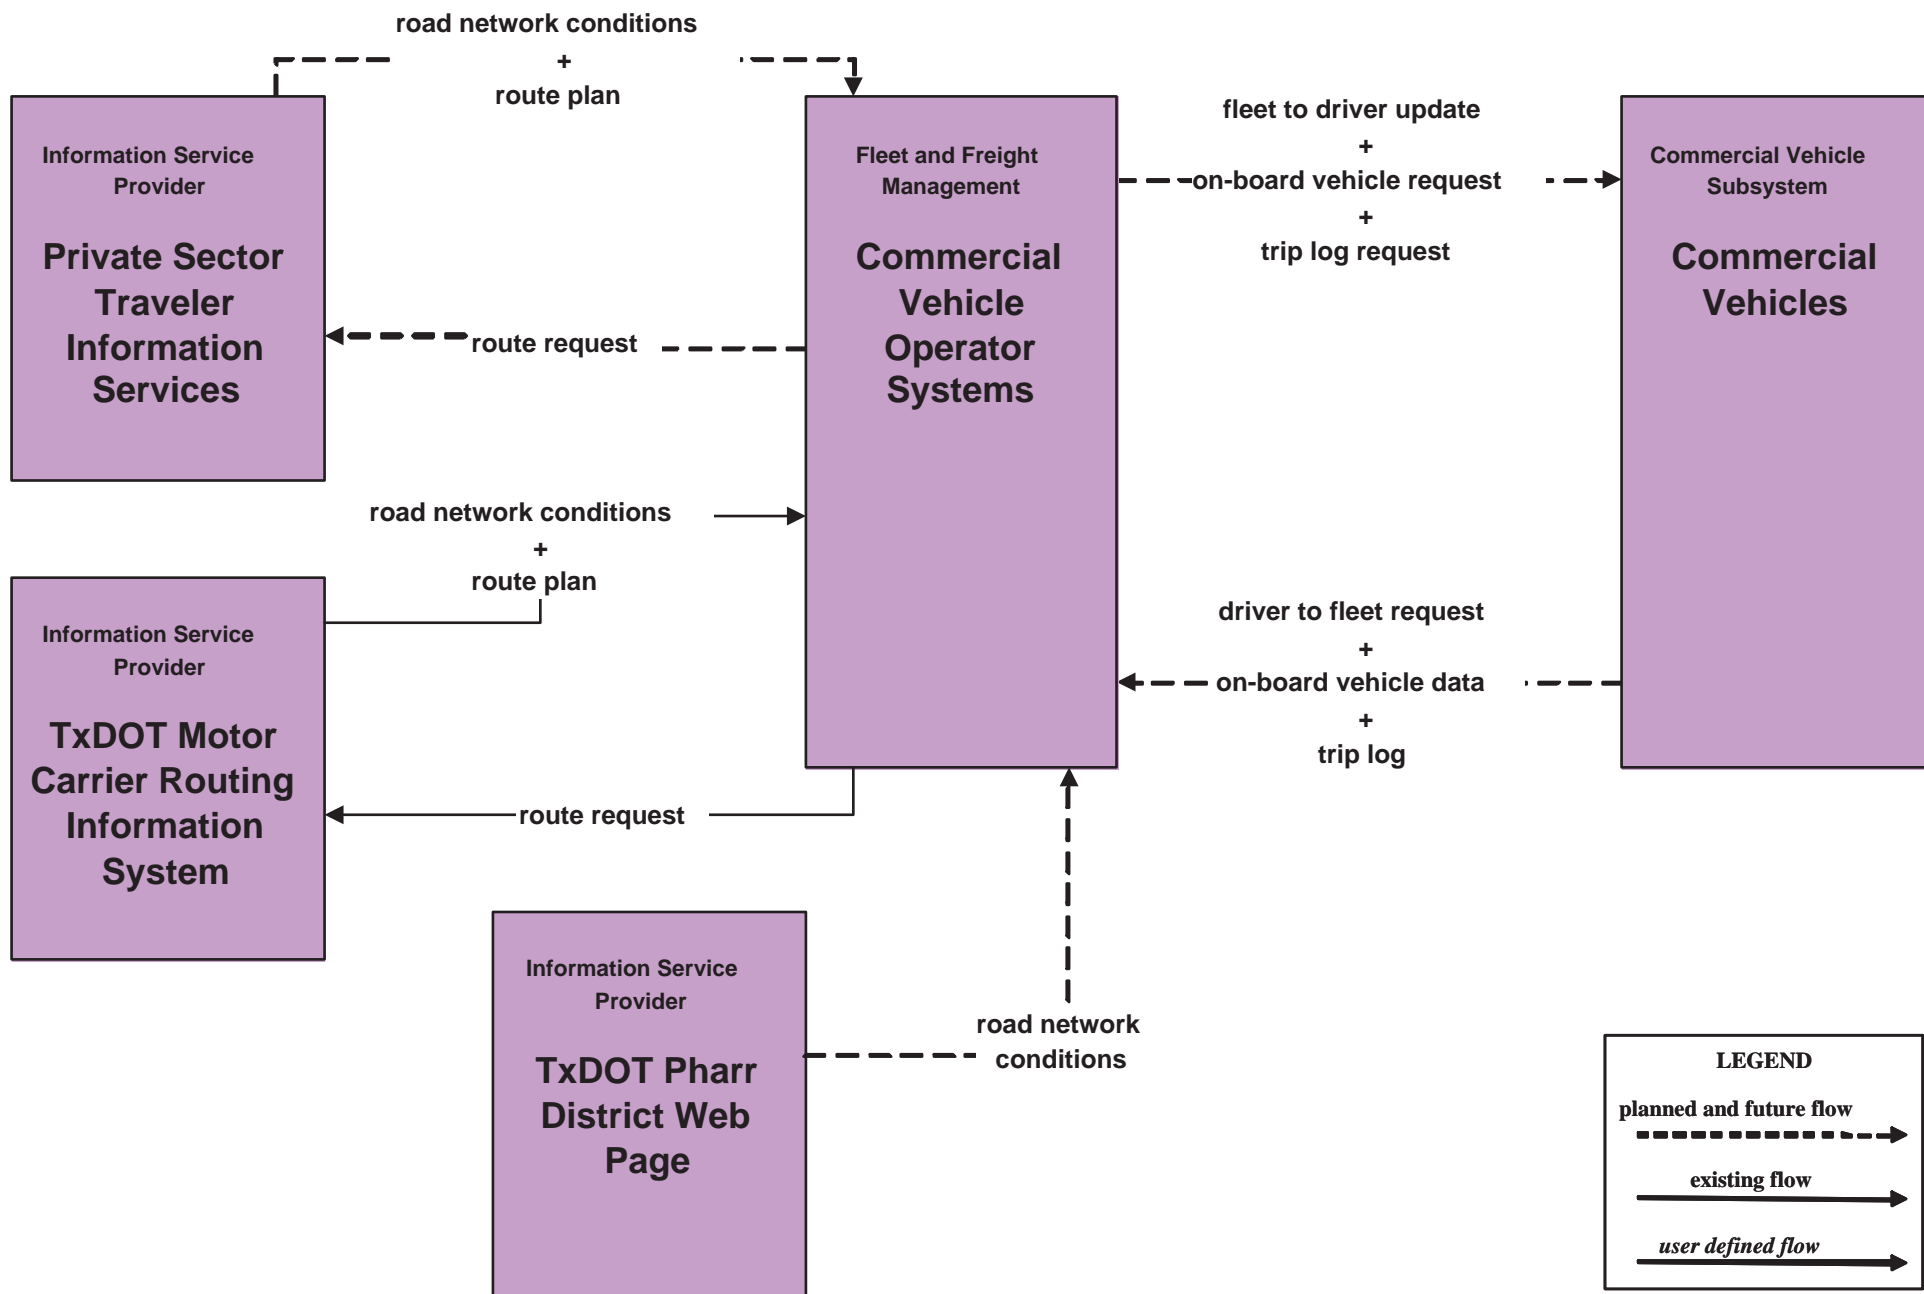 road network conditions
+
route plan
Information Service
Provider
Private Sector
Traveler
Information
Services
Fleet and Freight
Management
Commercial
Vehicle
Operator
Systems
fleet to driver update
+
on-board vehicle request
+
trip log request
Commercial Vehicle
Subsystem
Commercial
Vehicles
route request
road network conditions
+
route plan
Information Service
Provider
TxDOT Motor
Carrier Routing
Information
System
driver to fleet request
+
on-board vehicle data
+
trip log
route request
Information Service
Provider
TxDOT Pharr
District Web
Page
road network
conditions
LEGEND
planned and future flow
existing flow
user defined flow